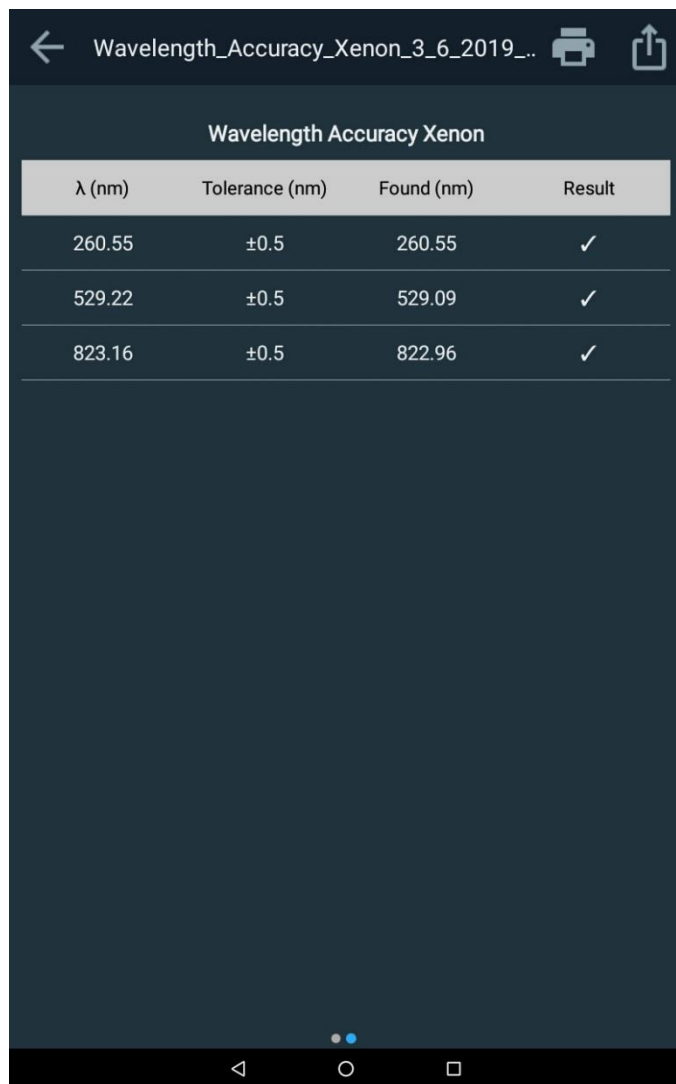 Wavelength_Accuracy_Xenon_3_6_2019_..
Wavelength Accuracy Xenon
λ (nm) Tolerance (nm) Found (nm) Result
260.55 ±0.5 260.55 ✓
529.22 ±0.5 529.09 ✓
823.16 ±0.5 822.96 ✓